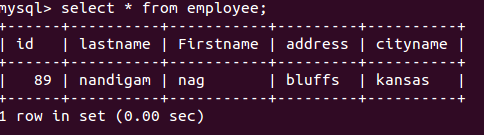 mysql> select * from employee;
+------+----------+-----------+---------+----------+
| id   | lastname | Firstname | address | cityname |
+------+----------+-----------+---------+----------+
|   89 | nandigam | nag       | bluffs  | kansas   |
+------+----------+-----------+---------+----------+
1 row in set (0.00 sec)